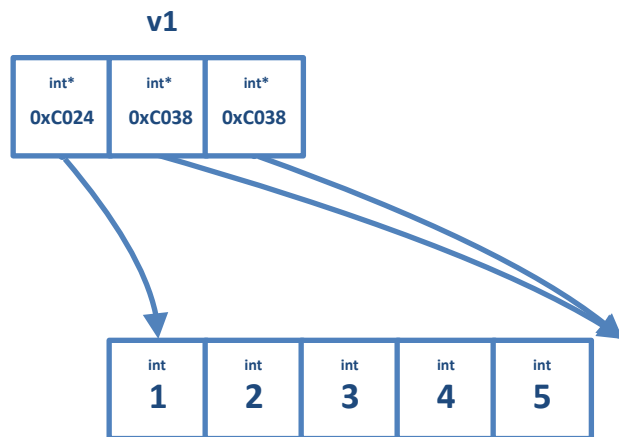 v1
int* int* int*
0xC024 0xC038 0xC038
int int int int int
1 2 3 4 5